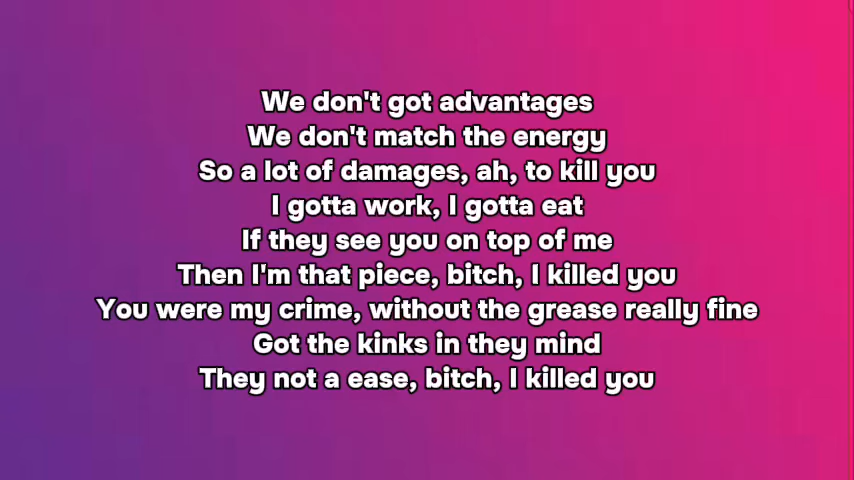 We don't got advantages
We don't match the energy
So a lot of damages, ah, to kill you
I gotta work, I gotta eat
If they see you on top of me
Then I'm that piece, bitch, I killed you
You were my crime, without the grease really fine
Got the kinks in they mind
They not a ease, bitch, I killed you